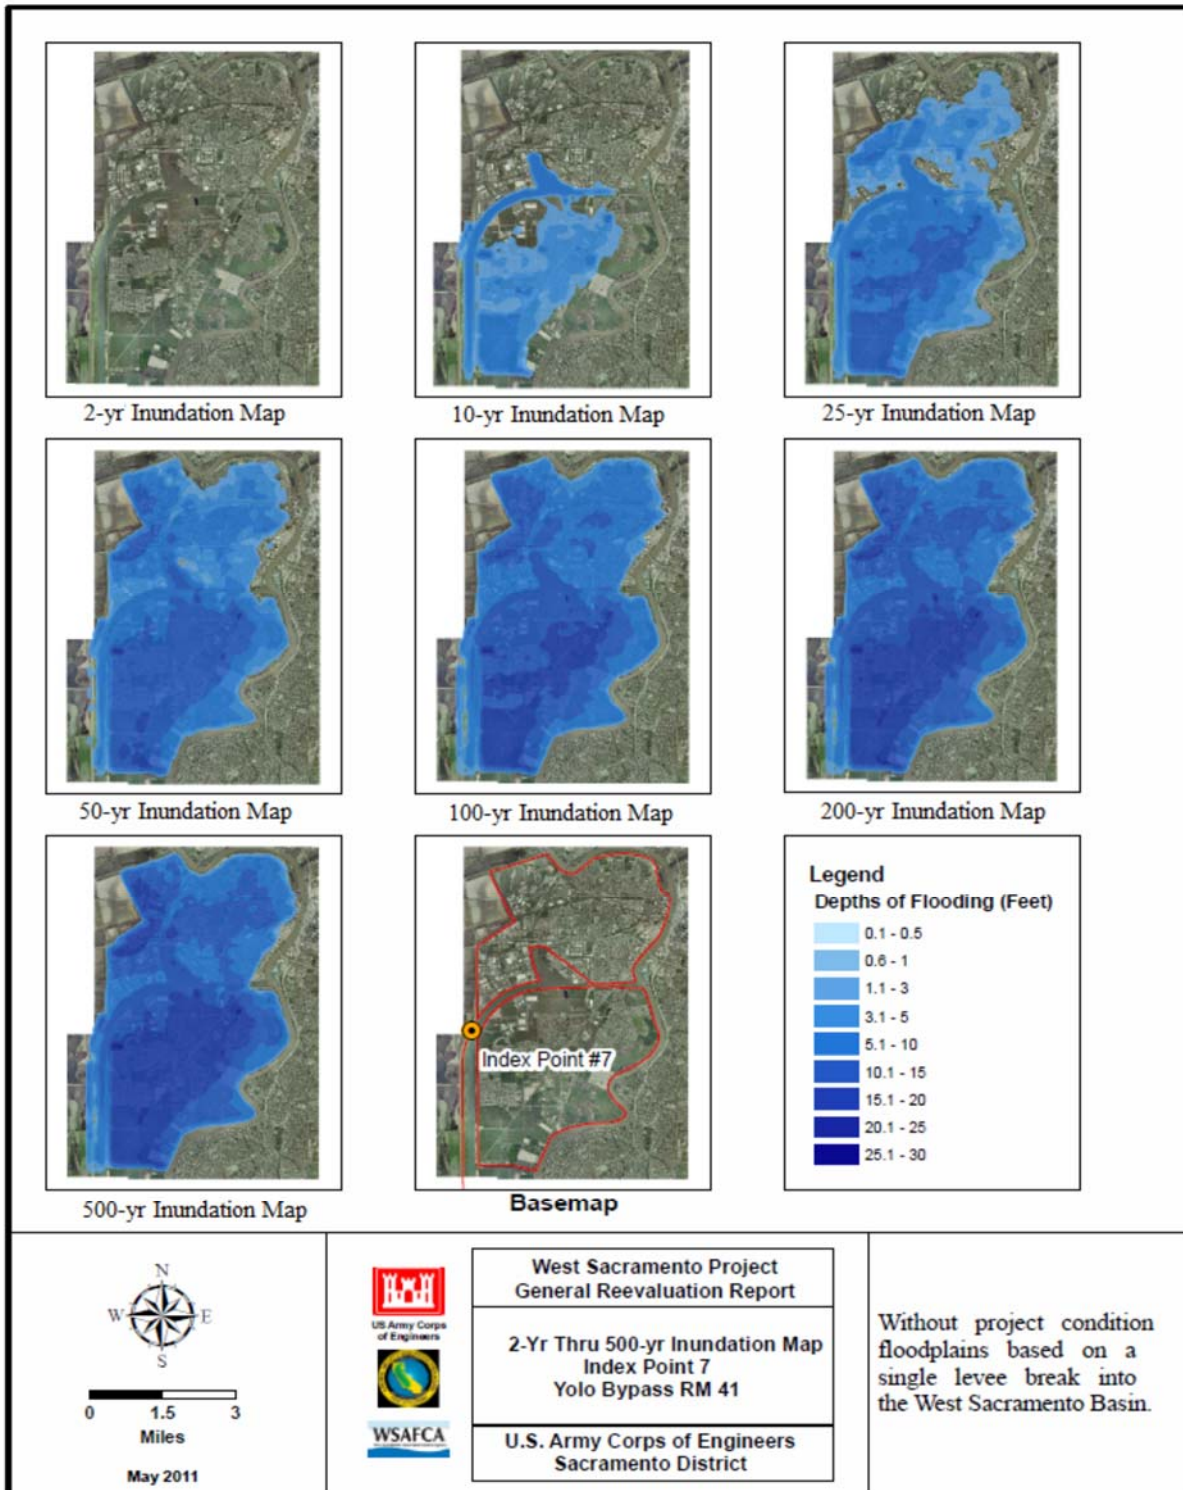 2-yr Inundation Map
10-yr Inundation Map
25-yr Inundation Map
50-yr Inundation Map
100-yr Inundation Map
200-yr Inundation Map
500-yr Inundation Map
Index Point #7
Basemap
Legend
Depths of Flooding (Feet)
0.1 - 0.5
0.6 - 1
1.1 - 3
3.1 - 5
5.1 - 10
10.1 - 15
15.1 - 20
20.1 - 25
25.1 - 30
N
W E
S
0 1.5 3
Miles
May 2011
US Army Corps
of Engineers
WSAFCA
West Sacramento Project
General Reevaluation Report
2-Yr Thru 500-yr Inundation Map
Index Point 7
Yolo Bypass RM 41
U.S. Army Corps of Engineers
Sacramento District
Without project condition
floodplains based on a
single levee break into
the West Sacramento Basin.